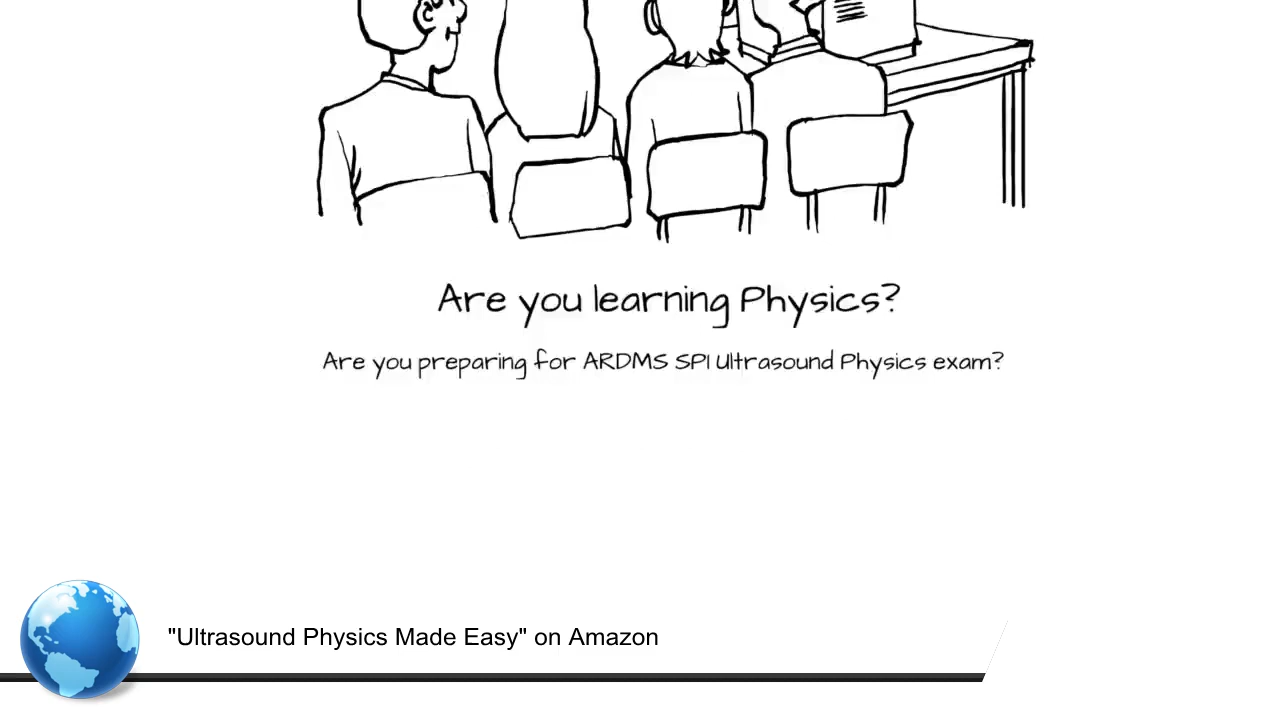 Are you learning Physics?
Are you preparing for ARDMS SPI Ultrasound Physics exam?
"Ultrasound Physics Made Easy" on Amazon